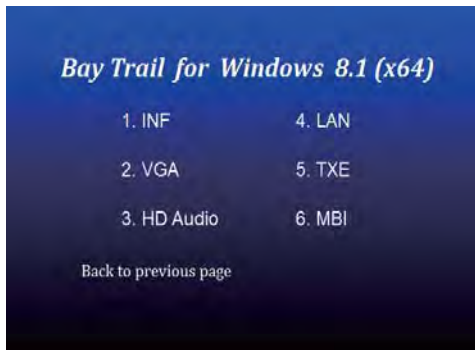 Bay Trail for Windows 8.1 (x64)
1. INF
4. LAN
2. VGA
5. TXE
3. HD Audio
6. MBI
Back to previous page